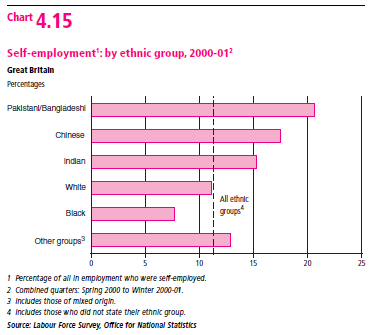 Chart 4.15
Self-employment¹: by ethnic group, 2000-01²
Great Britain
Percentages
Pakistani/Bangladeshi
Chinese
Indian
White
All ethnic
groups⁴
Black
Other groups³
0 5 10 15 20 25
1 Percentage of all in employment who were self-employed.
2 Combined quarters: Spring 2000 to Winter 2000-01.
3 Includes those of mixed origin.
4 Includes those who did not state their ethnic group.
Source: Labour Force Survey, Office for National Statistics